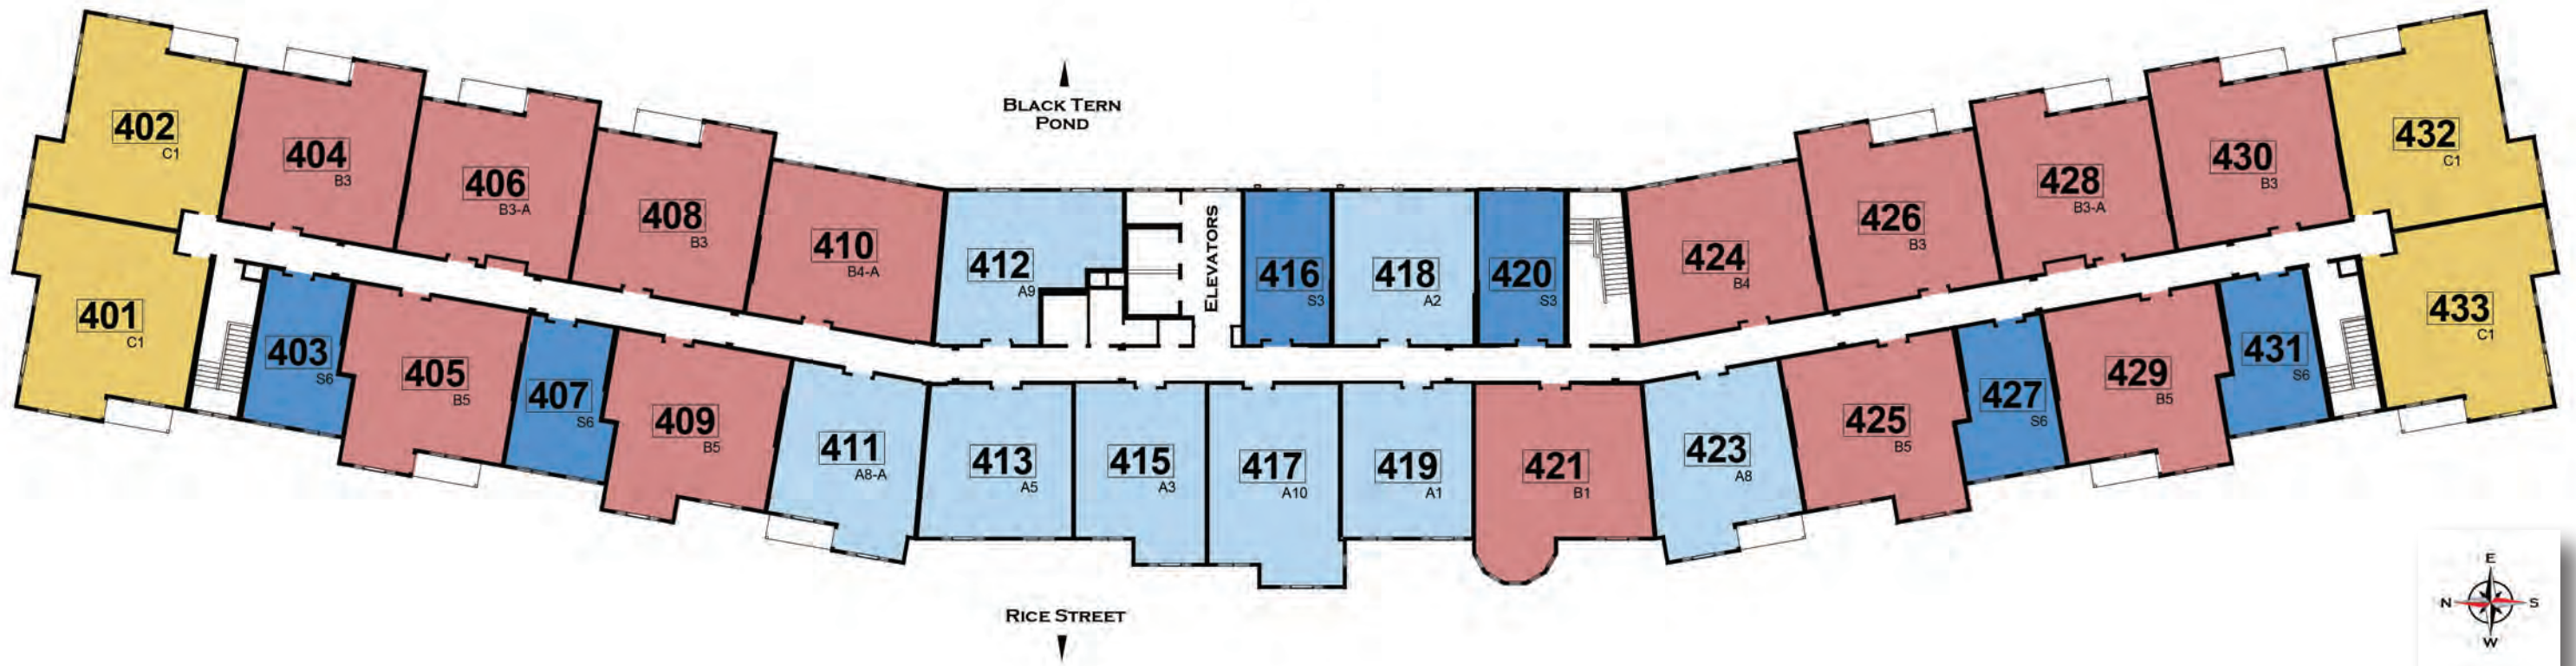 402
C1
404
B3
406
B3-A
408
B3
410
B4-A
412
A9
BLACK TERN
POND
ELEVATORS
416
S3
418
A2
420
S3
424
B4
426
B3
428
B3-A
430
B3
432
C1
401
C1
403
S6
405
B5
407
S6
409
B5
411
A8-A
413
A5
415
A3
417
A10
419
A1
421
B1
423
A8
425
B5
427
S6
429
B5
431
S6
433
C1
RICE STREET
E
N S
W